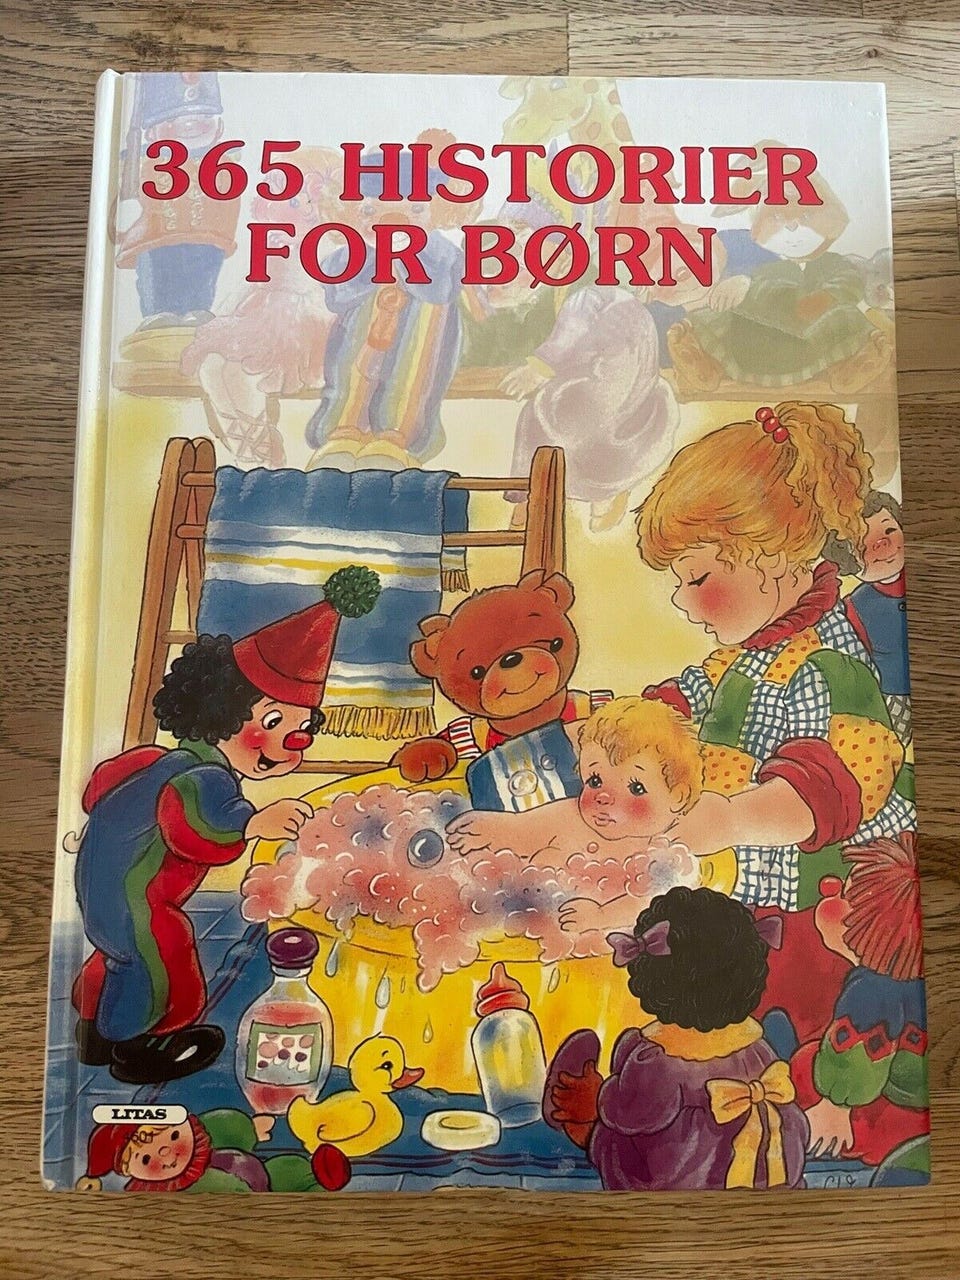 365 HISTORIER
FOR BØRN
LITAS